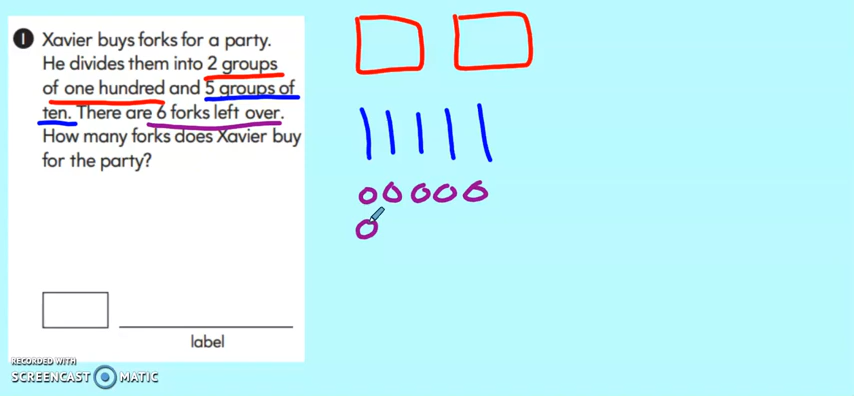 1 Xavier buys forks for a party.
He divides them into 2 groups
of one hundred and 5 groups of
ten. There are 6 forks left over.
How many forks does Xavier buy
for the party?
label
RECORDED WITH
SCREENCAST MATIC